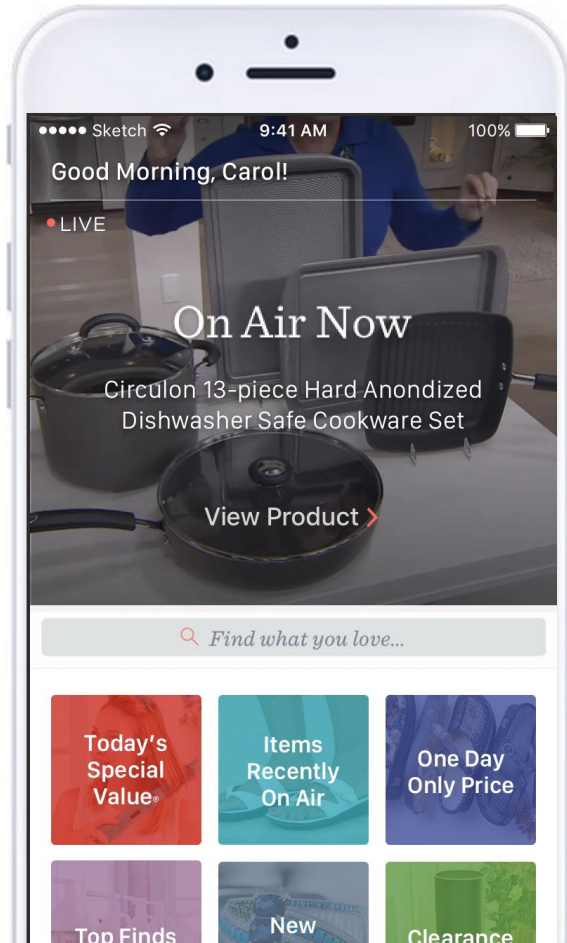 Sketch 9:41 AM 100%
Good Morning, Carol!
LIVE
On Air Now
Circulon 13-piece Hard Anondized
Dishwasher Safe Cookware Set
View Product
Find what you love...
Today's
Special
Value®
Items
Recently
On Air
One Day
Only Price
Top Finds
New
Clearance